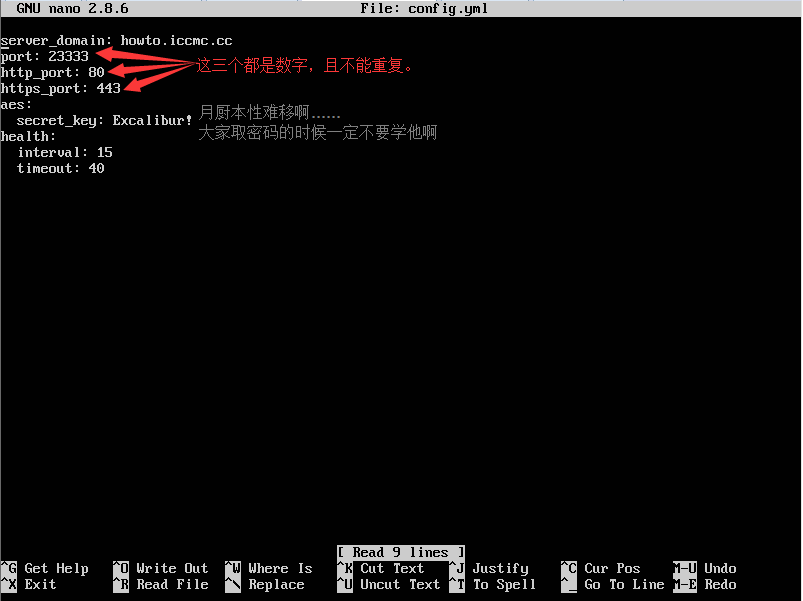 GNU nano 2.8.6 File: config.yml
server_domain: howto.iccmc.cc
port: 23333
http_port: 80
这三个都是数字，且不能重复。
https_port: 443
aes:
月厨本性难移啊......
secret_key: Excalibur!
大家取密码的时候一定不要学他啊
health:
interval: 15
timeout: 40
[ Read 9 lines ]
^G Get Help ^O Write Out ^W Where Is ^K Cut Text ^J Justify ^C Cur Pos M-U Undo
^X Exit ^R Read File ^\ Replace ^U Uncut Text ^T To Spell ^_ Go To Line M-E Redo